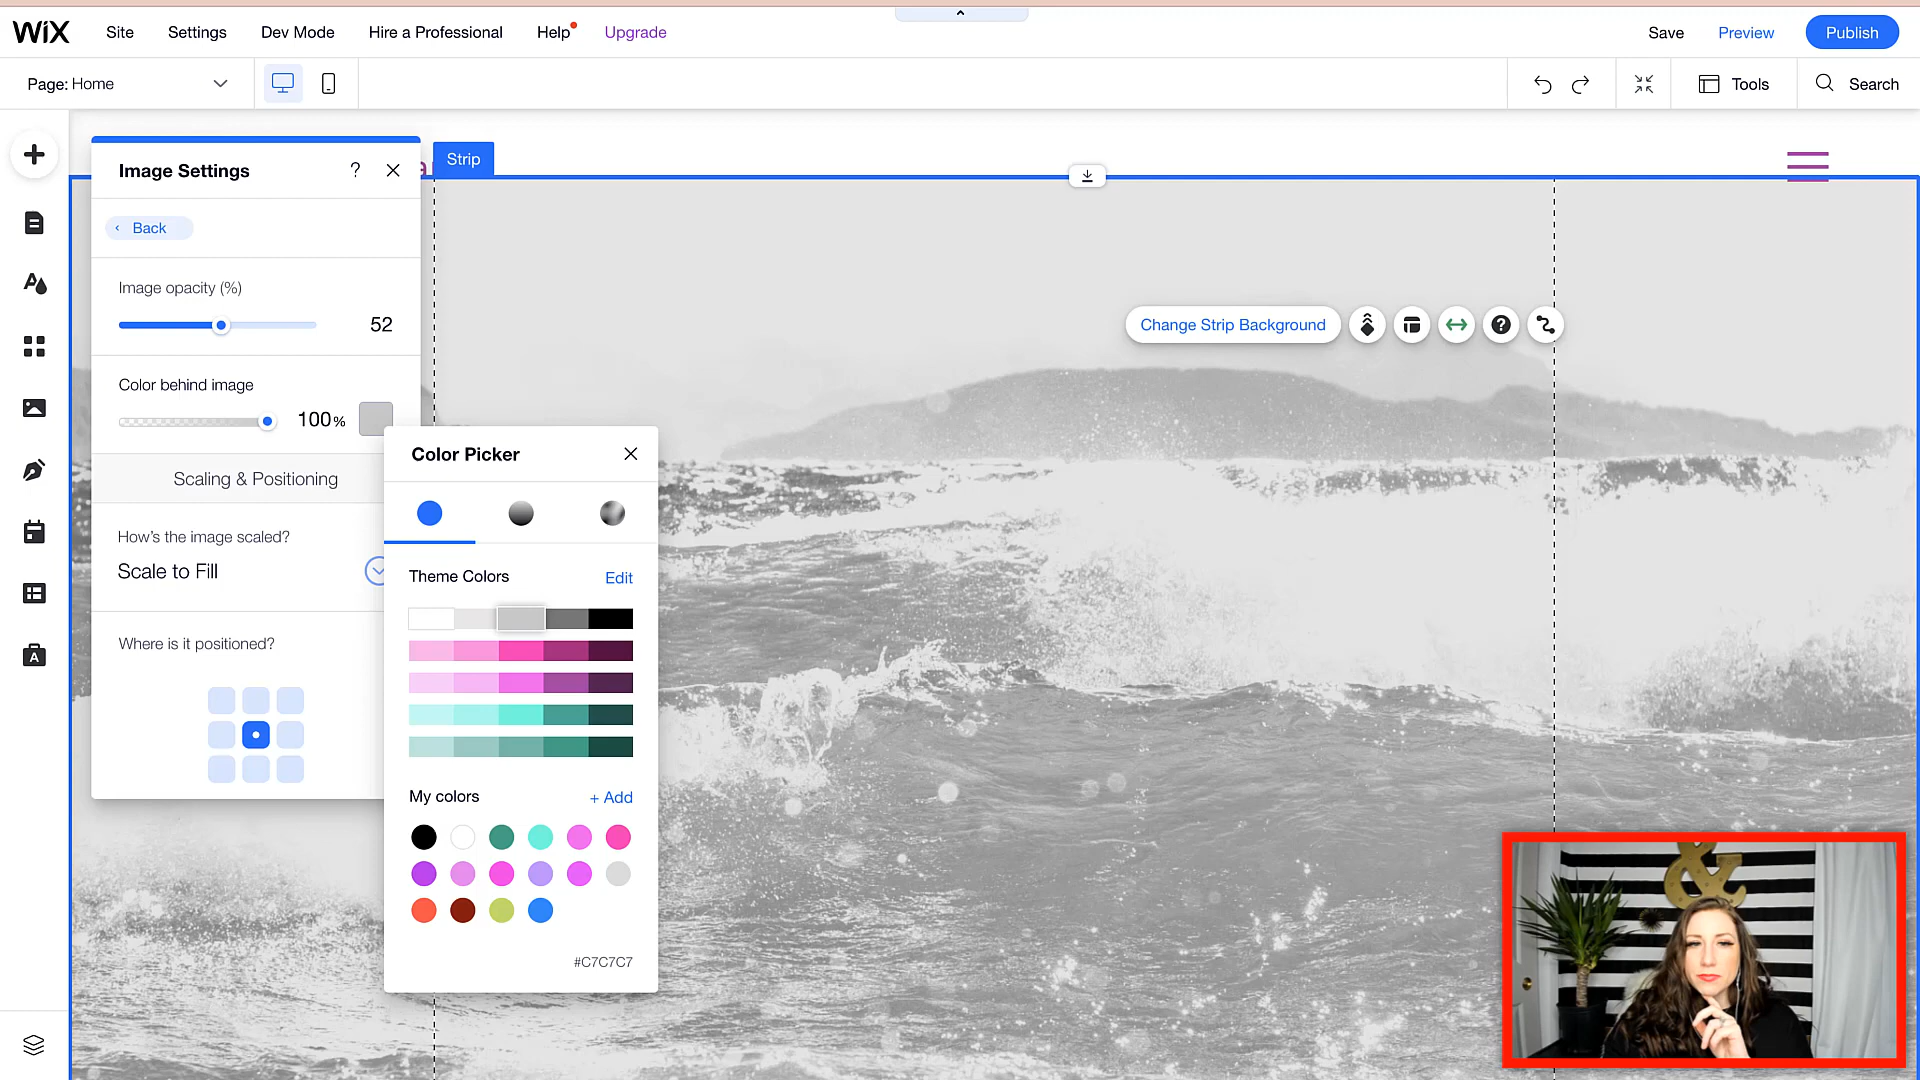 WiX
Site
Settings
Dev Mode
Hire a Professional
Help
Upgrade
Save
Preview
Publish
Page: Home
Tools
Search
Image Settings
?
Strip
Back
Image opacity (%)
52
Change Strip Background
?
Color behind image
100%
Color Picker
Scaling & Positioning
How's the image scaled?
Scale to Fill
Theme Colors
Edit
Where is it positioned?
My colors
+ Add
#C7C7C7
&